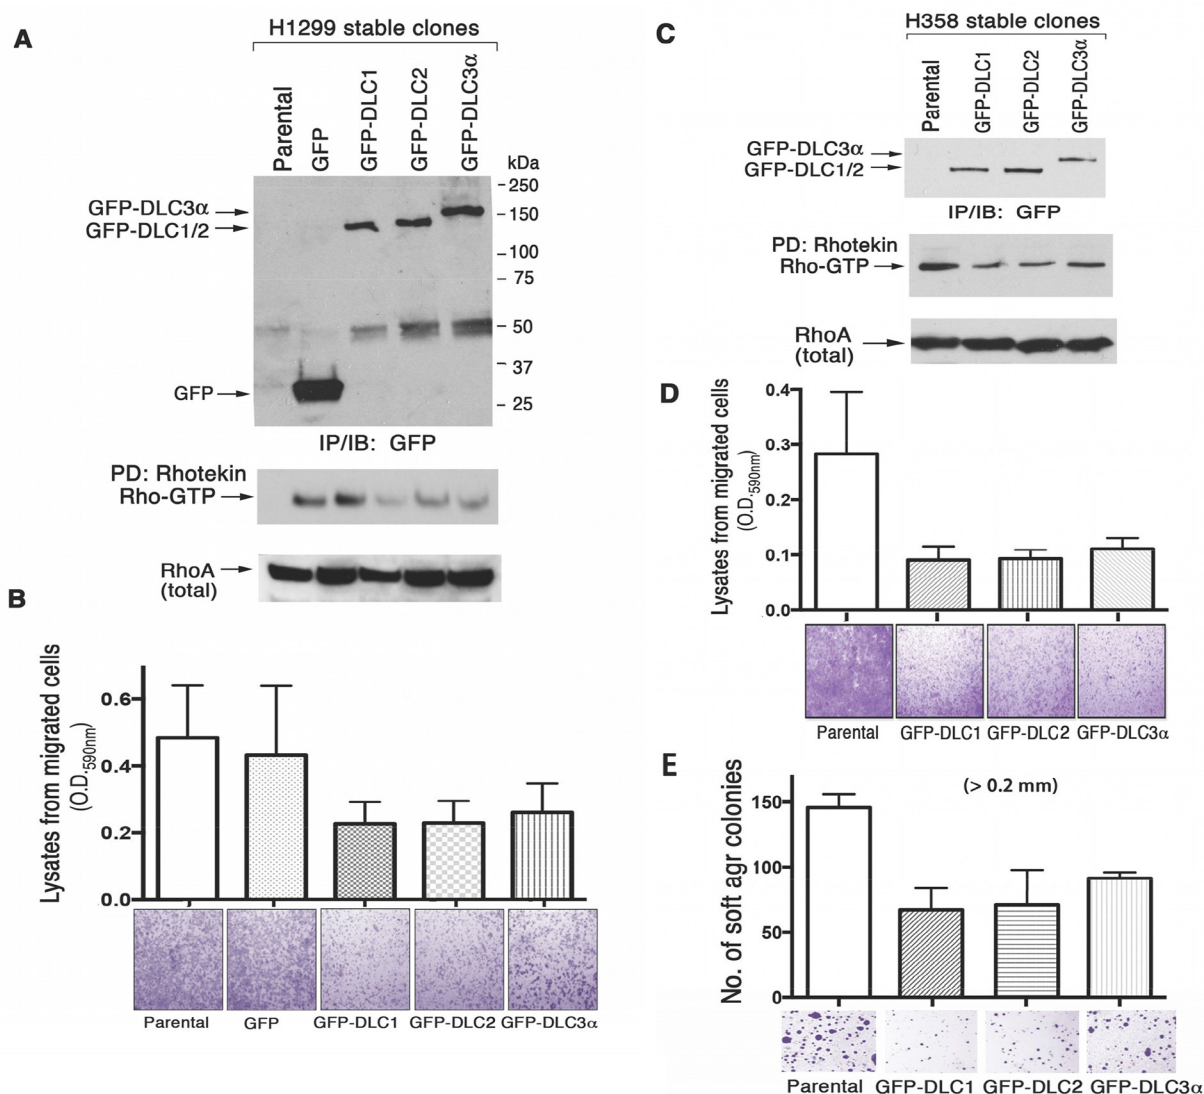 A
H1299 stable clones
Parental
GFP
GFP-DLC1
GFP-DLC2
GFP-DLC3α
kDa
GFP-DLC3α
GFP-DLC1/2
GFP
250
150
100
75
50
37
25
IP/IB: GFP
PD: Rhotekin
Rho-GTP
RhoA
(total)
B
Lysates from migrated cells
(O.D.590nm)
0.6
0.4
0.2
0.0
Parental
GFP
GFP-DLC1
GFP-DLC2
GFP-DLC3α
C
H358 stable clones
Parental
GFP-DLC1
GFP-DLC2
GFP-DLC3α
GFP-DLC3α
GFP-DLC1/2
IP/IB: GFP
PD: Rhotekin
Rho-GTP
RhoA
(total)
D
Lysates from migrated cells
(O.D.590nm)
0.4
0.3
0.2
0.1
0.0
Parental
GFP-DLC1
GFP-DLC2
GFP-DLC3α
E
No. of soft agr colonies
(> 0.2 mm)
150
100
50
0
Parental
GFP-DLC1
GFP-DLC2
GFP-DLC3α